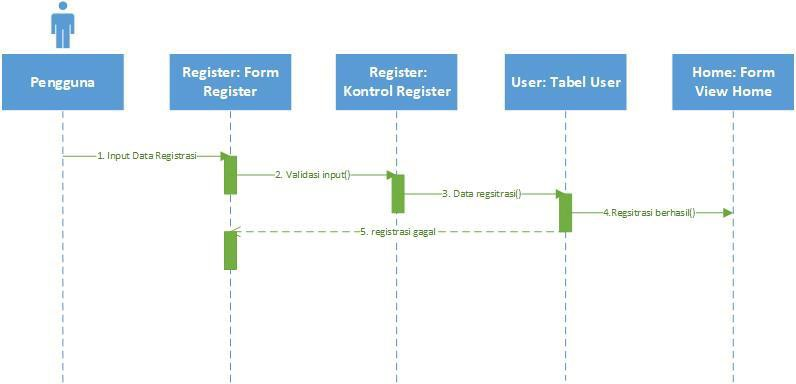 Pengguna
Register: Form
Register
Register:
Kontrol Register
User: Tabel User
Home: Form
View Home
1. Input Data Registrasi
2. Validasi input()
3. Data regsitrasi()
4.Regsitrasi berhasil()
5. registrasi gagal